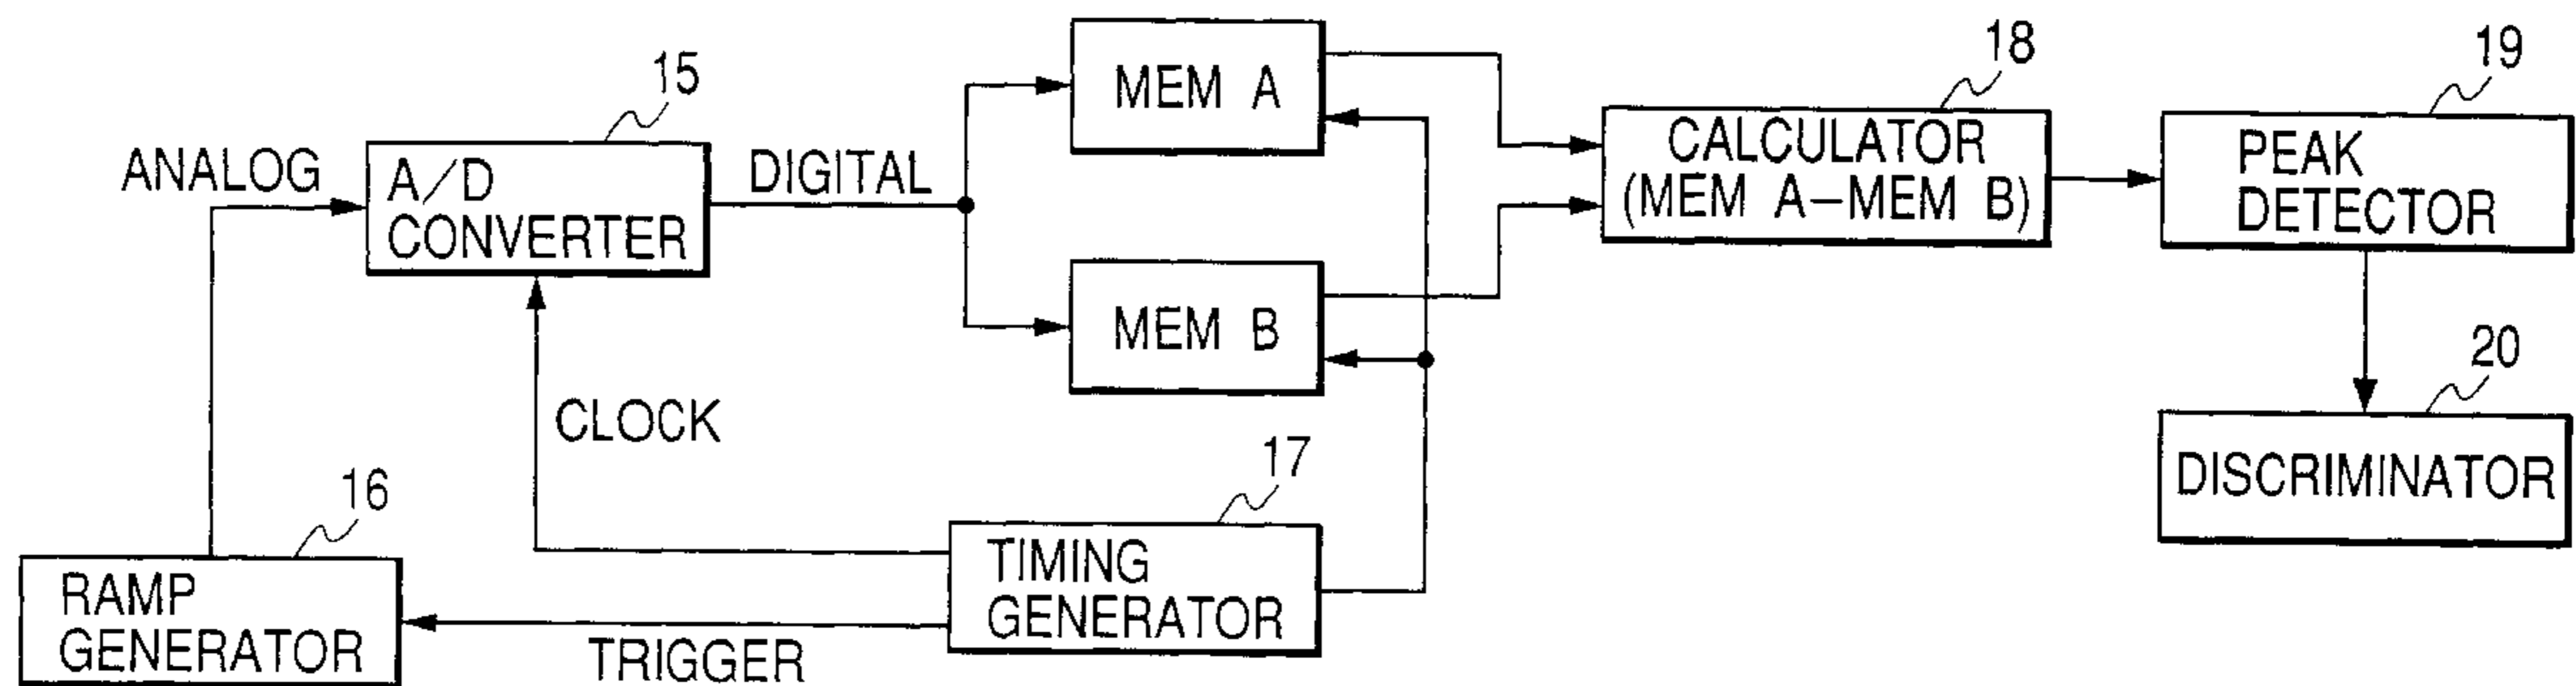 15
ANALOG
A/D
CONVERTER
DIGITAL
MEM A
MEM B
18
CALCULATOR
(MEM A-MEM B)
19
PEAK
DETECTOR
20
DISCRIMINATOR
CLOCK
16
RAMP
GENERATOR
TRIGGER
17
TIMING
GENERATOR